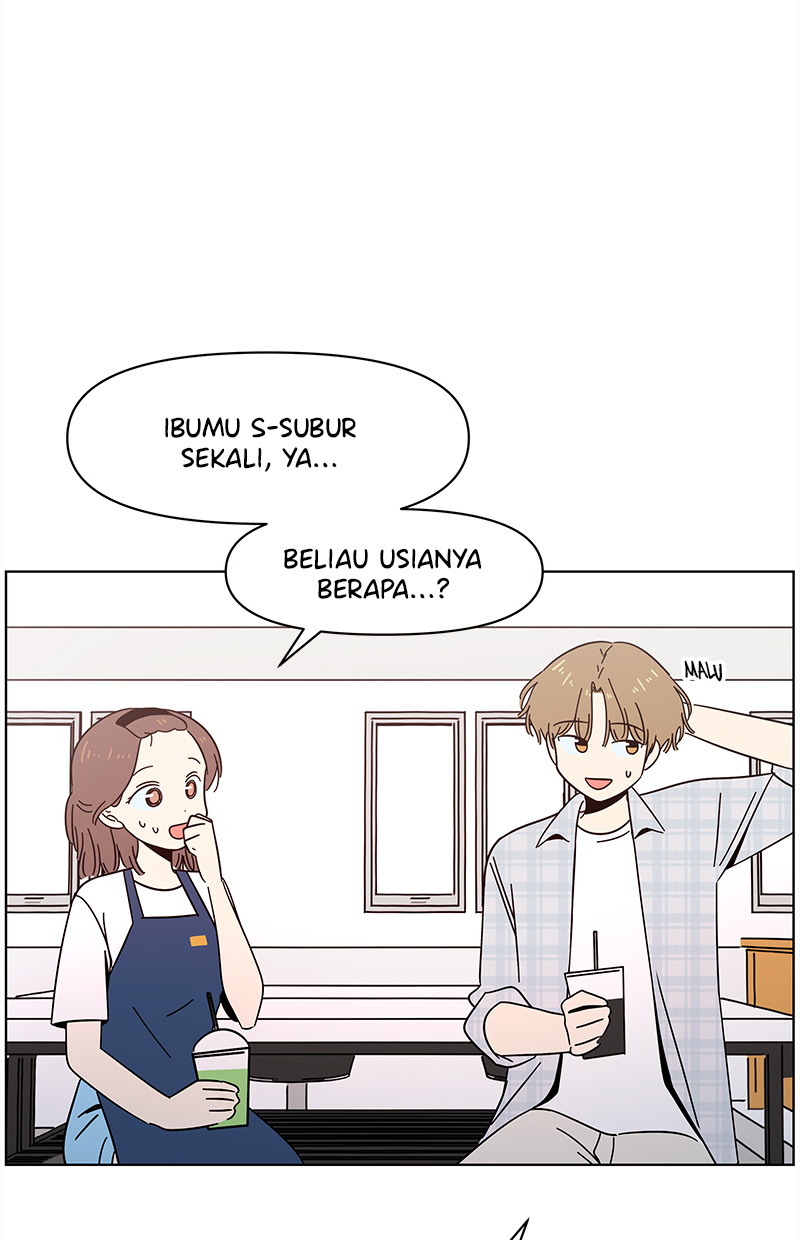 IBUMU S-SUBUR
SEKALI, YA...
BELIAU USIANYA
BERAPA...?
MALU